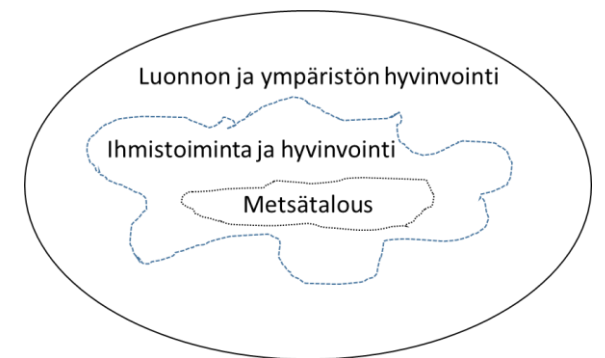 Luonnon ja ympäristön hyvinvointi
Ihmistoiminta ja hyvinvointi
Metsätalous